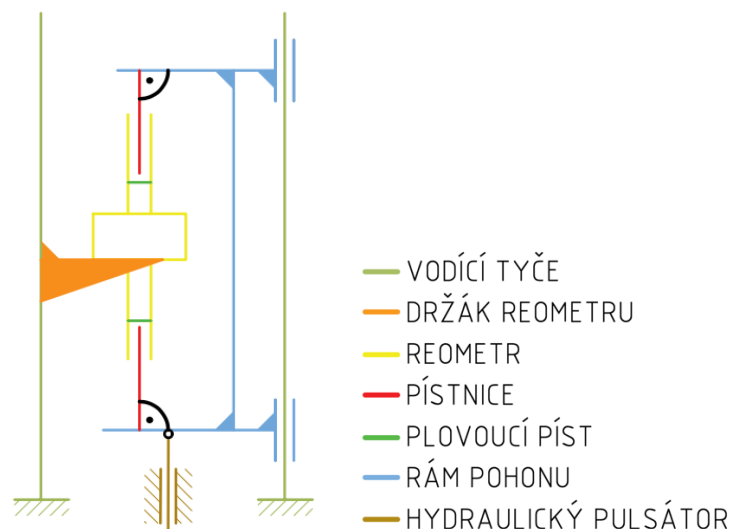 VODÍCÍ TYČE
DRŽÁK REOMETRU
REOMETR
PÍSTNICE
PLOVOUCÍ PÍST
RÁM POHONU
HYDRAULICKÝ PULSÁTOR